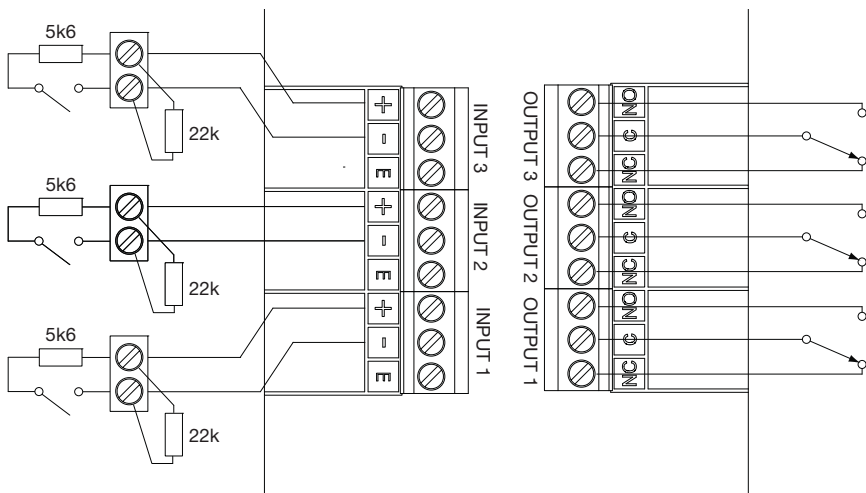 5k6
22k
5k6
22k
5k6
22k
+
−
E
INPUT 3
+
−
E
INPUT 2
+
−
E
INPUT 1
OUTPUT 3
NO
C
NC
OUTPUT 2
NO
C
NC
OUTPUT 1
NO
C
NC